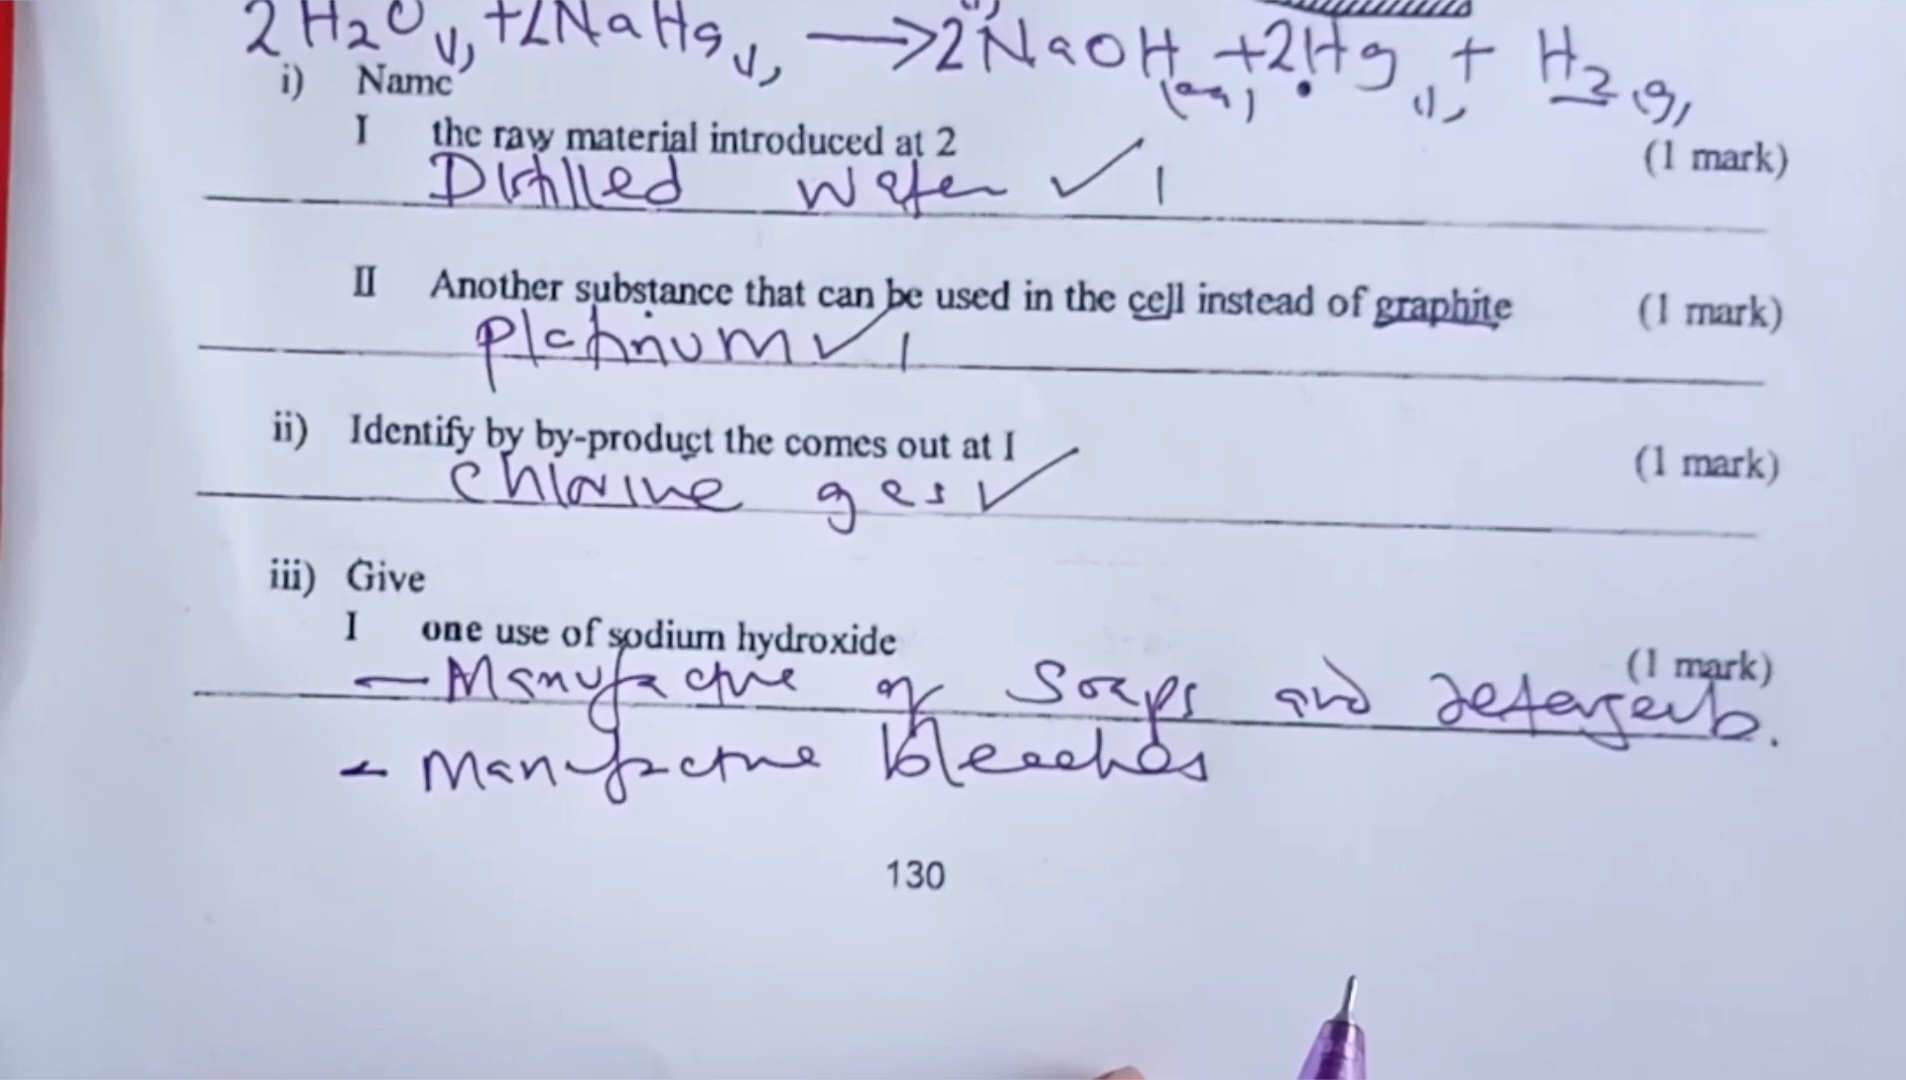 2H₂O(l) + 2NaHg(l) → 2NaOH(aq) + 2Hg(l) + H₂(g)
i) Name
I the raw material introduced at 2 (1 mark)
Distilled water ✓ 1
II Another substance that can be used in the cell instead of graphite (1 mark)
platinum ✓ 1
ii) Identify by by-product the comes out at I (1 mark)
Chlorine gas ✓
iii) Give
I one use of sodium hydroxide (1 mark)
- Manufacture of Soaps and detergents.
- Manufacture bleaches
130